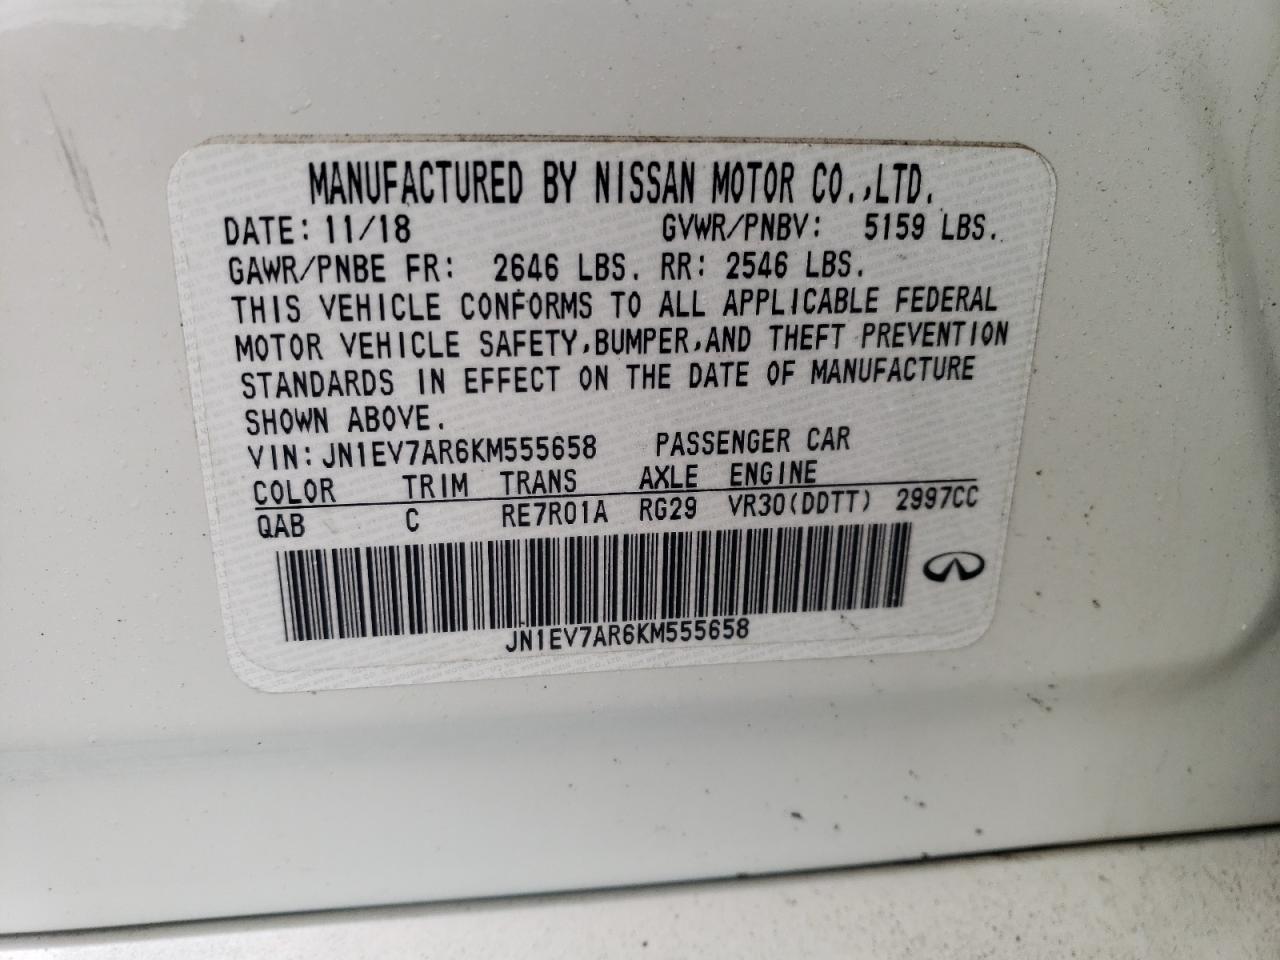 MANUFACTURED BY NISSAN MOTOR CO.,LTD.
DATE: 11/18 GVWR/PNBV: 5159 LBS.
GAWR/PNBE FR: 2646 LBS. RR: 2546 LBS.
THIS VEHICLE CONFORMS TO ALL APPLICABLE FEDERAL
MOTOR VEHICLE SAFETY,BUMPER,AND THEFT PREVENTION
STANDARDS IN EFFECT ON THE DATE OF MANUFACTURE
SHOWN ABOVE.
VIN: JN1EV7AR6KM555658 PASSENGER CAR
COLOR TRIM TRANS AXLE ENGINE
QAB C RE7R01A RG29 VR30(DDTT) 2997CC
JN1EV7AR6KM555658